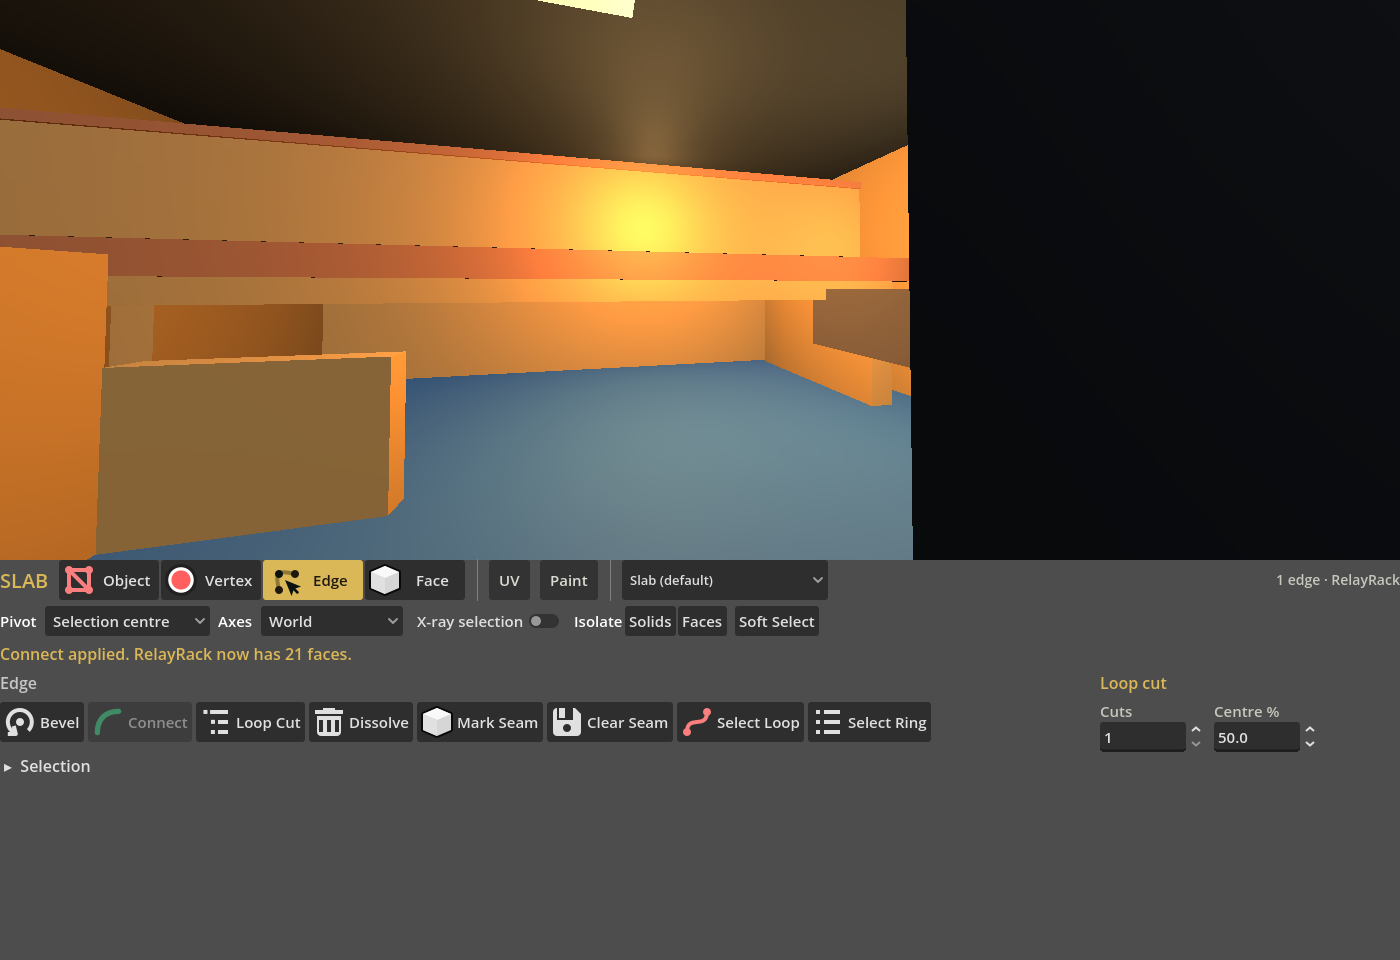 SLAB Object Vertex Edge Face UV Paint Slab (default) 1 edge · RelayRack
Pivot Selection centre Axes World X-ray selection Isolate Solids Faces Soft Select
Connect applied. RelayRack now has 21 faces.
Edge Loop cut
Cuts Centre %
Bevel Connect Loop Cut Dissolve Mark Seam Clear Seam Select Loop Select Ring 1 50.0
▸ Selection